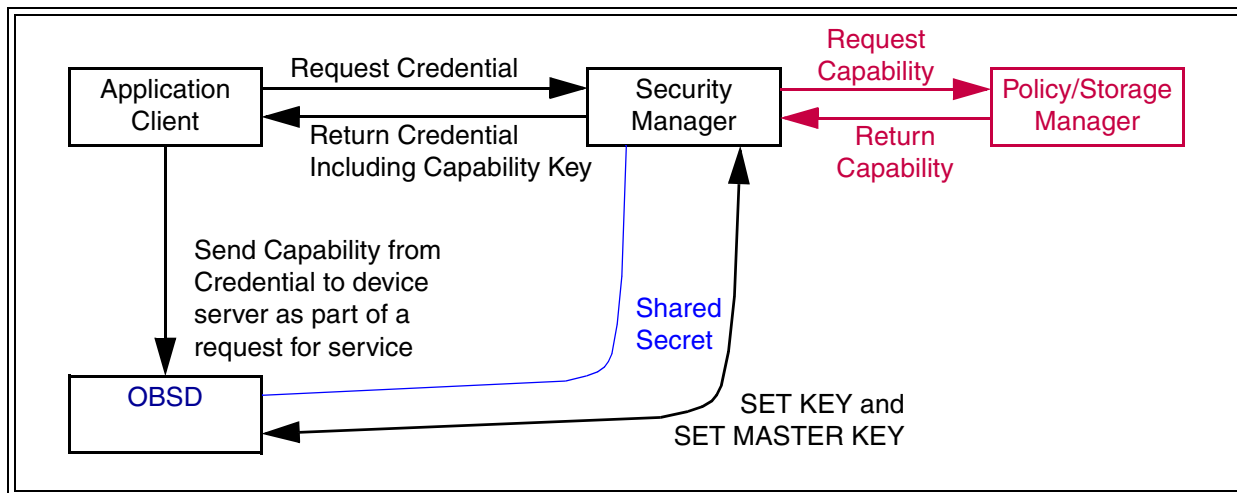 Application
Client
Request Credential
Return Credential
Including Capability Key
Security
Manager
Request
Capability
Return
Capability
Policy/Storage
Manager
Send Capability from
Credential to device
server as part of a
request for service
Shared
Secret
OBSD
SET KEY and
SET MASTER KEY